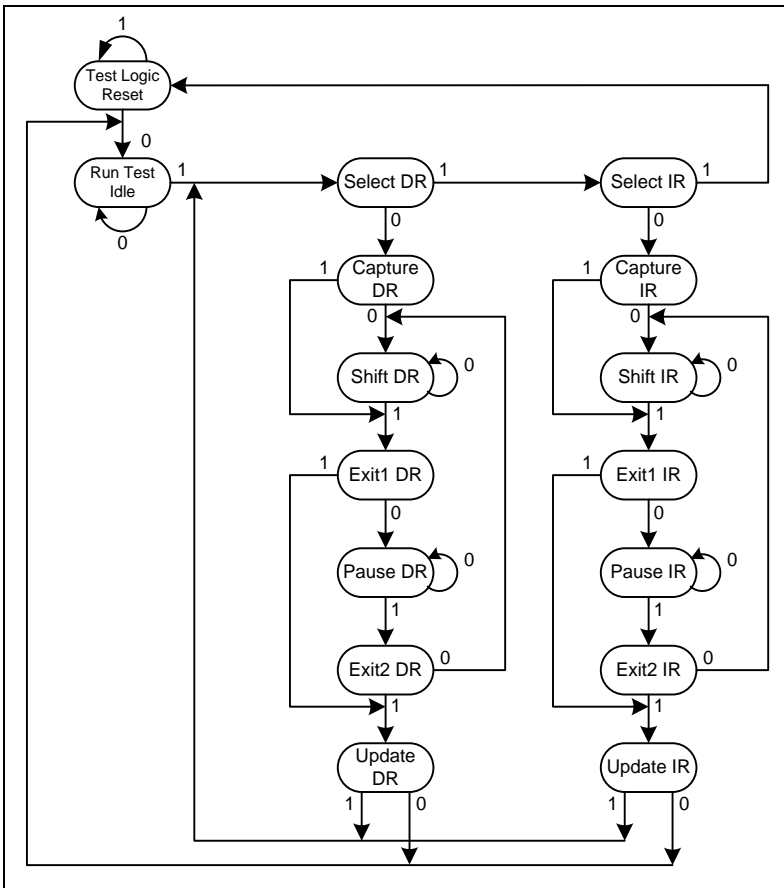 1
Test Logic
Reset
0
Run Test
Idle
1
0
Select DR
1
0
Select IR
1
0
1
Capture
DR
0
1
Capture
IR
0
Shift DR
0
1
Shift IR
0
1
1
Exit1 DR
0
1
Exit1 IR
0
Pause DR
0
1
Pause IR
0
1
Exit2 DR
0
1
Exit2 IR
0
1
Update
DR
1
0
Update IR
1
0